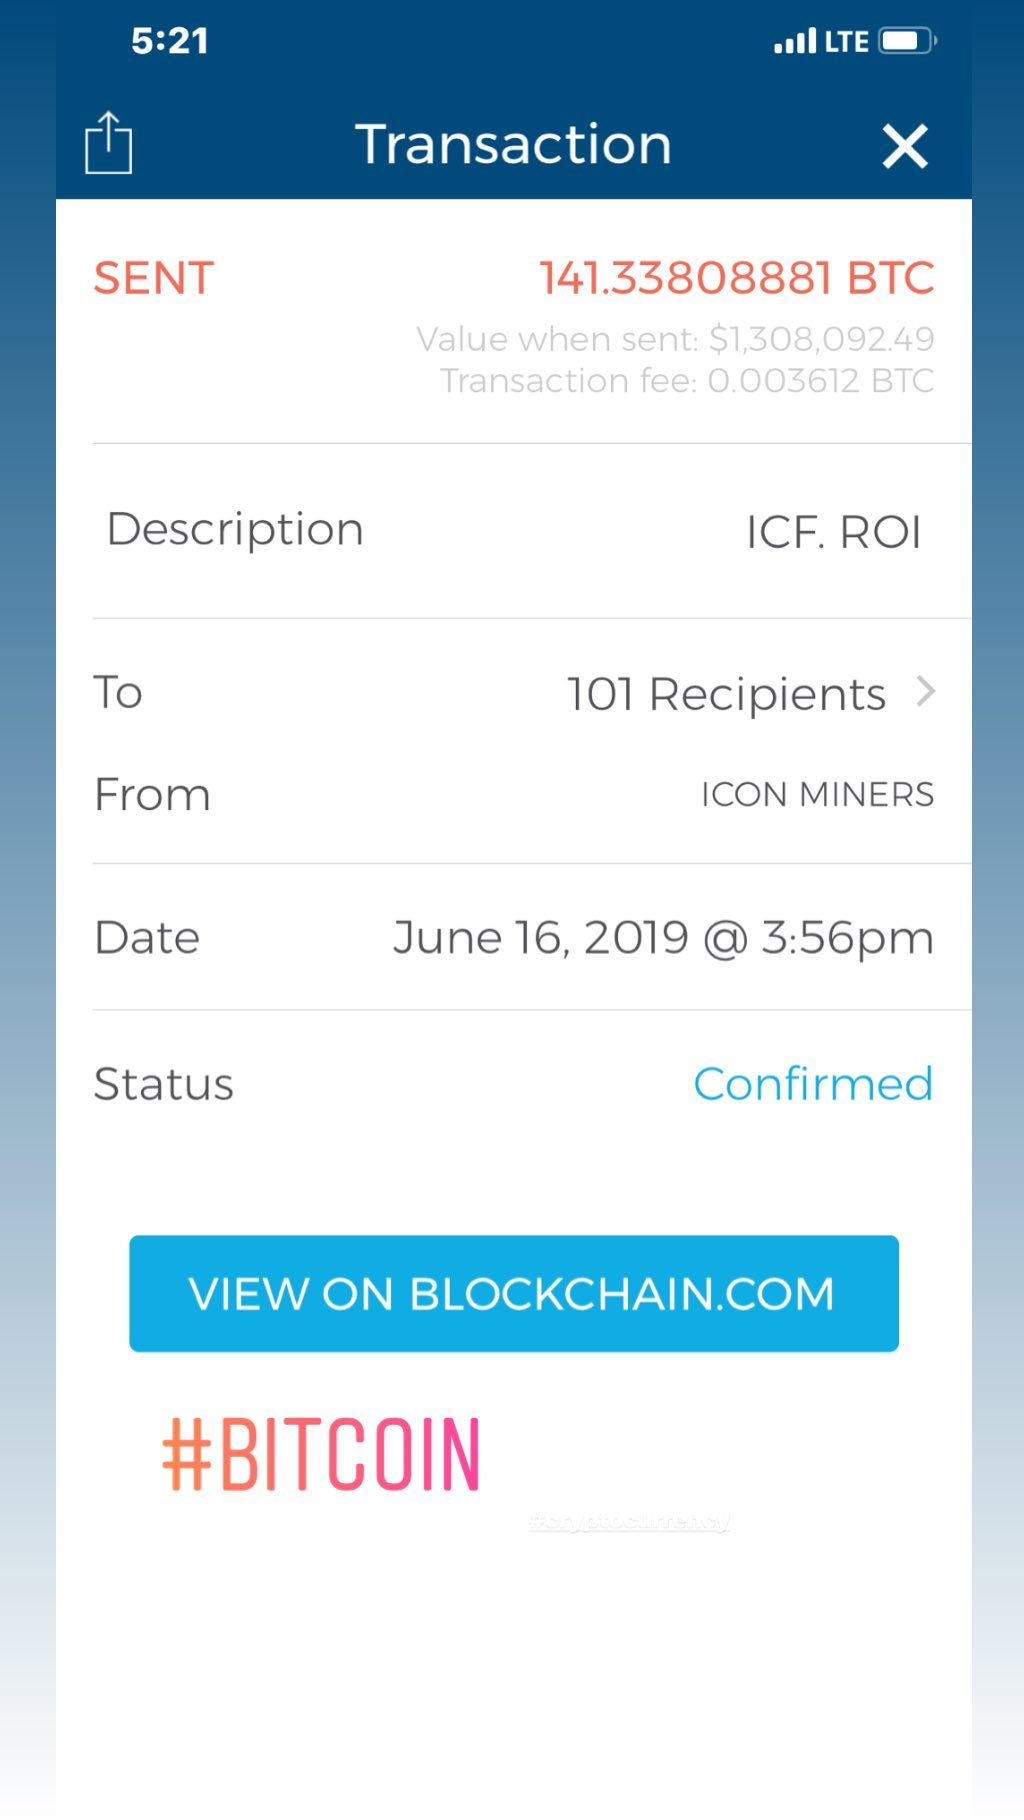 5:21 LTE
Transaction
SENT 141.33808881 BTC
Value when sent: $1,308,092.49
Transaction fee: 0.003612 BTC
Description ICF. ROI
To 101 Recipients
From ICON MINERS
Date June 16, 2019 @ 3:56pm
Status Confirmed
VIEW ON BLOCKCHAIN.COM
#BITCOIN
#cryptocurrency